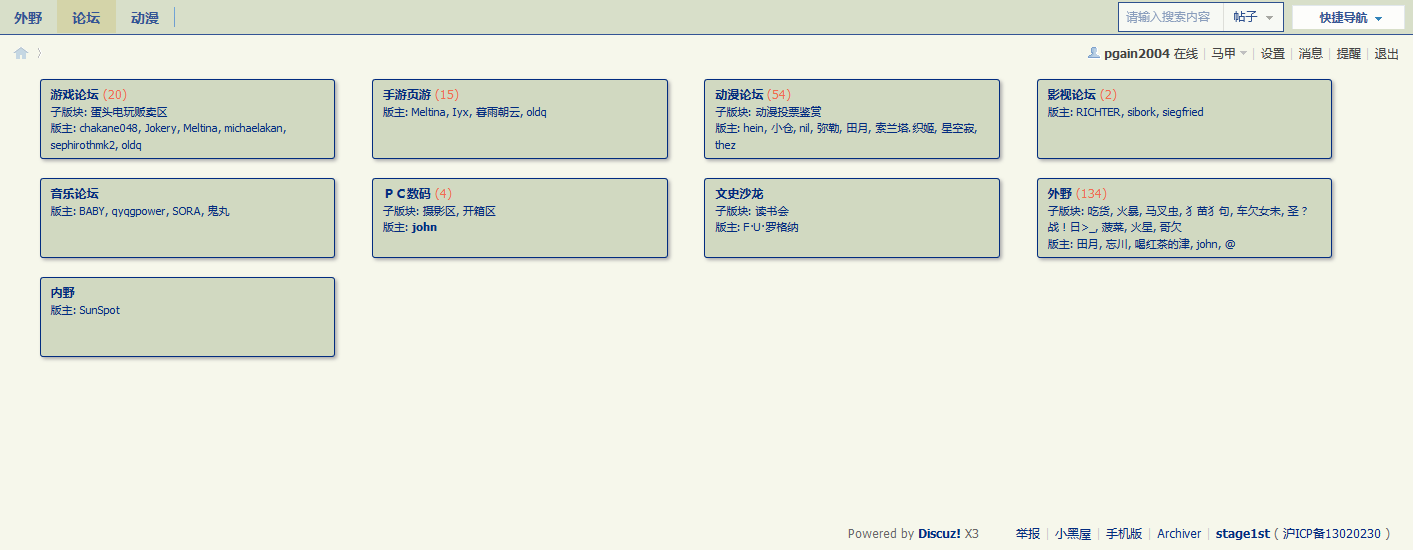 外野 论坛 动漫 请输入搜索内容 帖子 快捷导航
〉 pgain2004 在线 | 马甲 | 设置 | 消息 | 提醒 | 退出
游戏论坛 (20)
子版块: 蛋头电玩贩卖区
版主: chakane048, Jokery, Meltina, michaelakan,
sephirothmk2, oldq
手游页游 (15)
版主: Meltina, Iyx, 暮雨朝云, oldq
动漫论坛 (54)
子版块: 动漫投票鉴赏
版主: hein, 小仓, nil, 弥勒, 田月, 索兰塔.织姬, 星空寂,
thez
影视论坛 (2)
版主: RICHTER, sibork, siegfried
音乐论坛
版主: BABY, qyqgpower, SORA, 鬼丸
ＰＣ数码 (4)
子版块: 摄影区, 开箱区
版主: john
文史沙龙
子版块: 读书会
版主: F·U·罗格纳
外野 (134)
子版块: 吃货, 火暴, 马叉虫, 犭苗犭句, 车欠女未, 圣？
战！日>_, 菠菜, 火星, 哥欠
版主: 田月, 忘川, 喝红茶的津, john, @
内野
版主: SunSpot
Powered by Discuz! X3 举报 | 小黑屋 | 手机版 | Archiver | stage1st ( 沪ICP备13020230 )